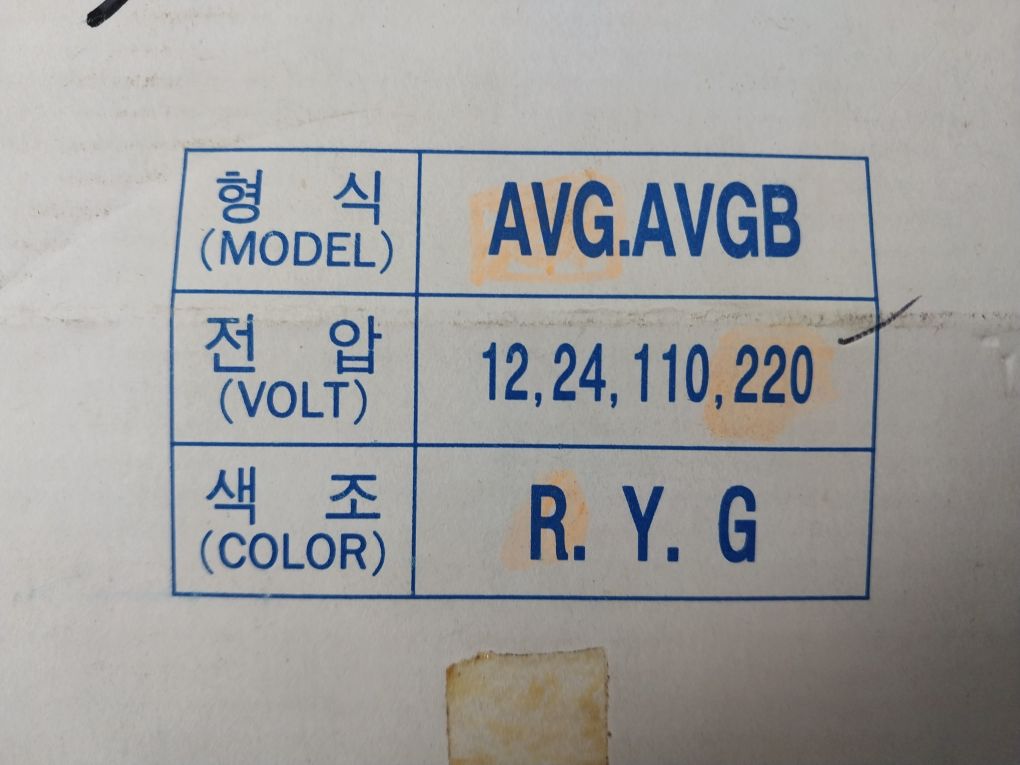 형 식 AVG.AVGB
(MODEL)
전 압 12, 24, 110, 220
(VOLT)
색 조 R. Y. G
(COLOR)